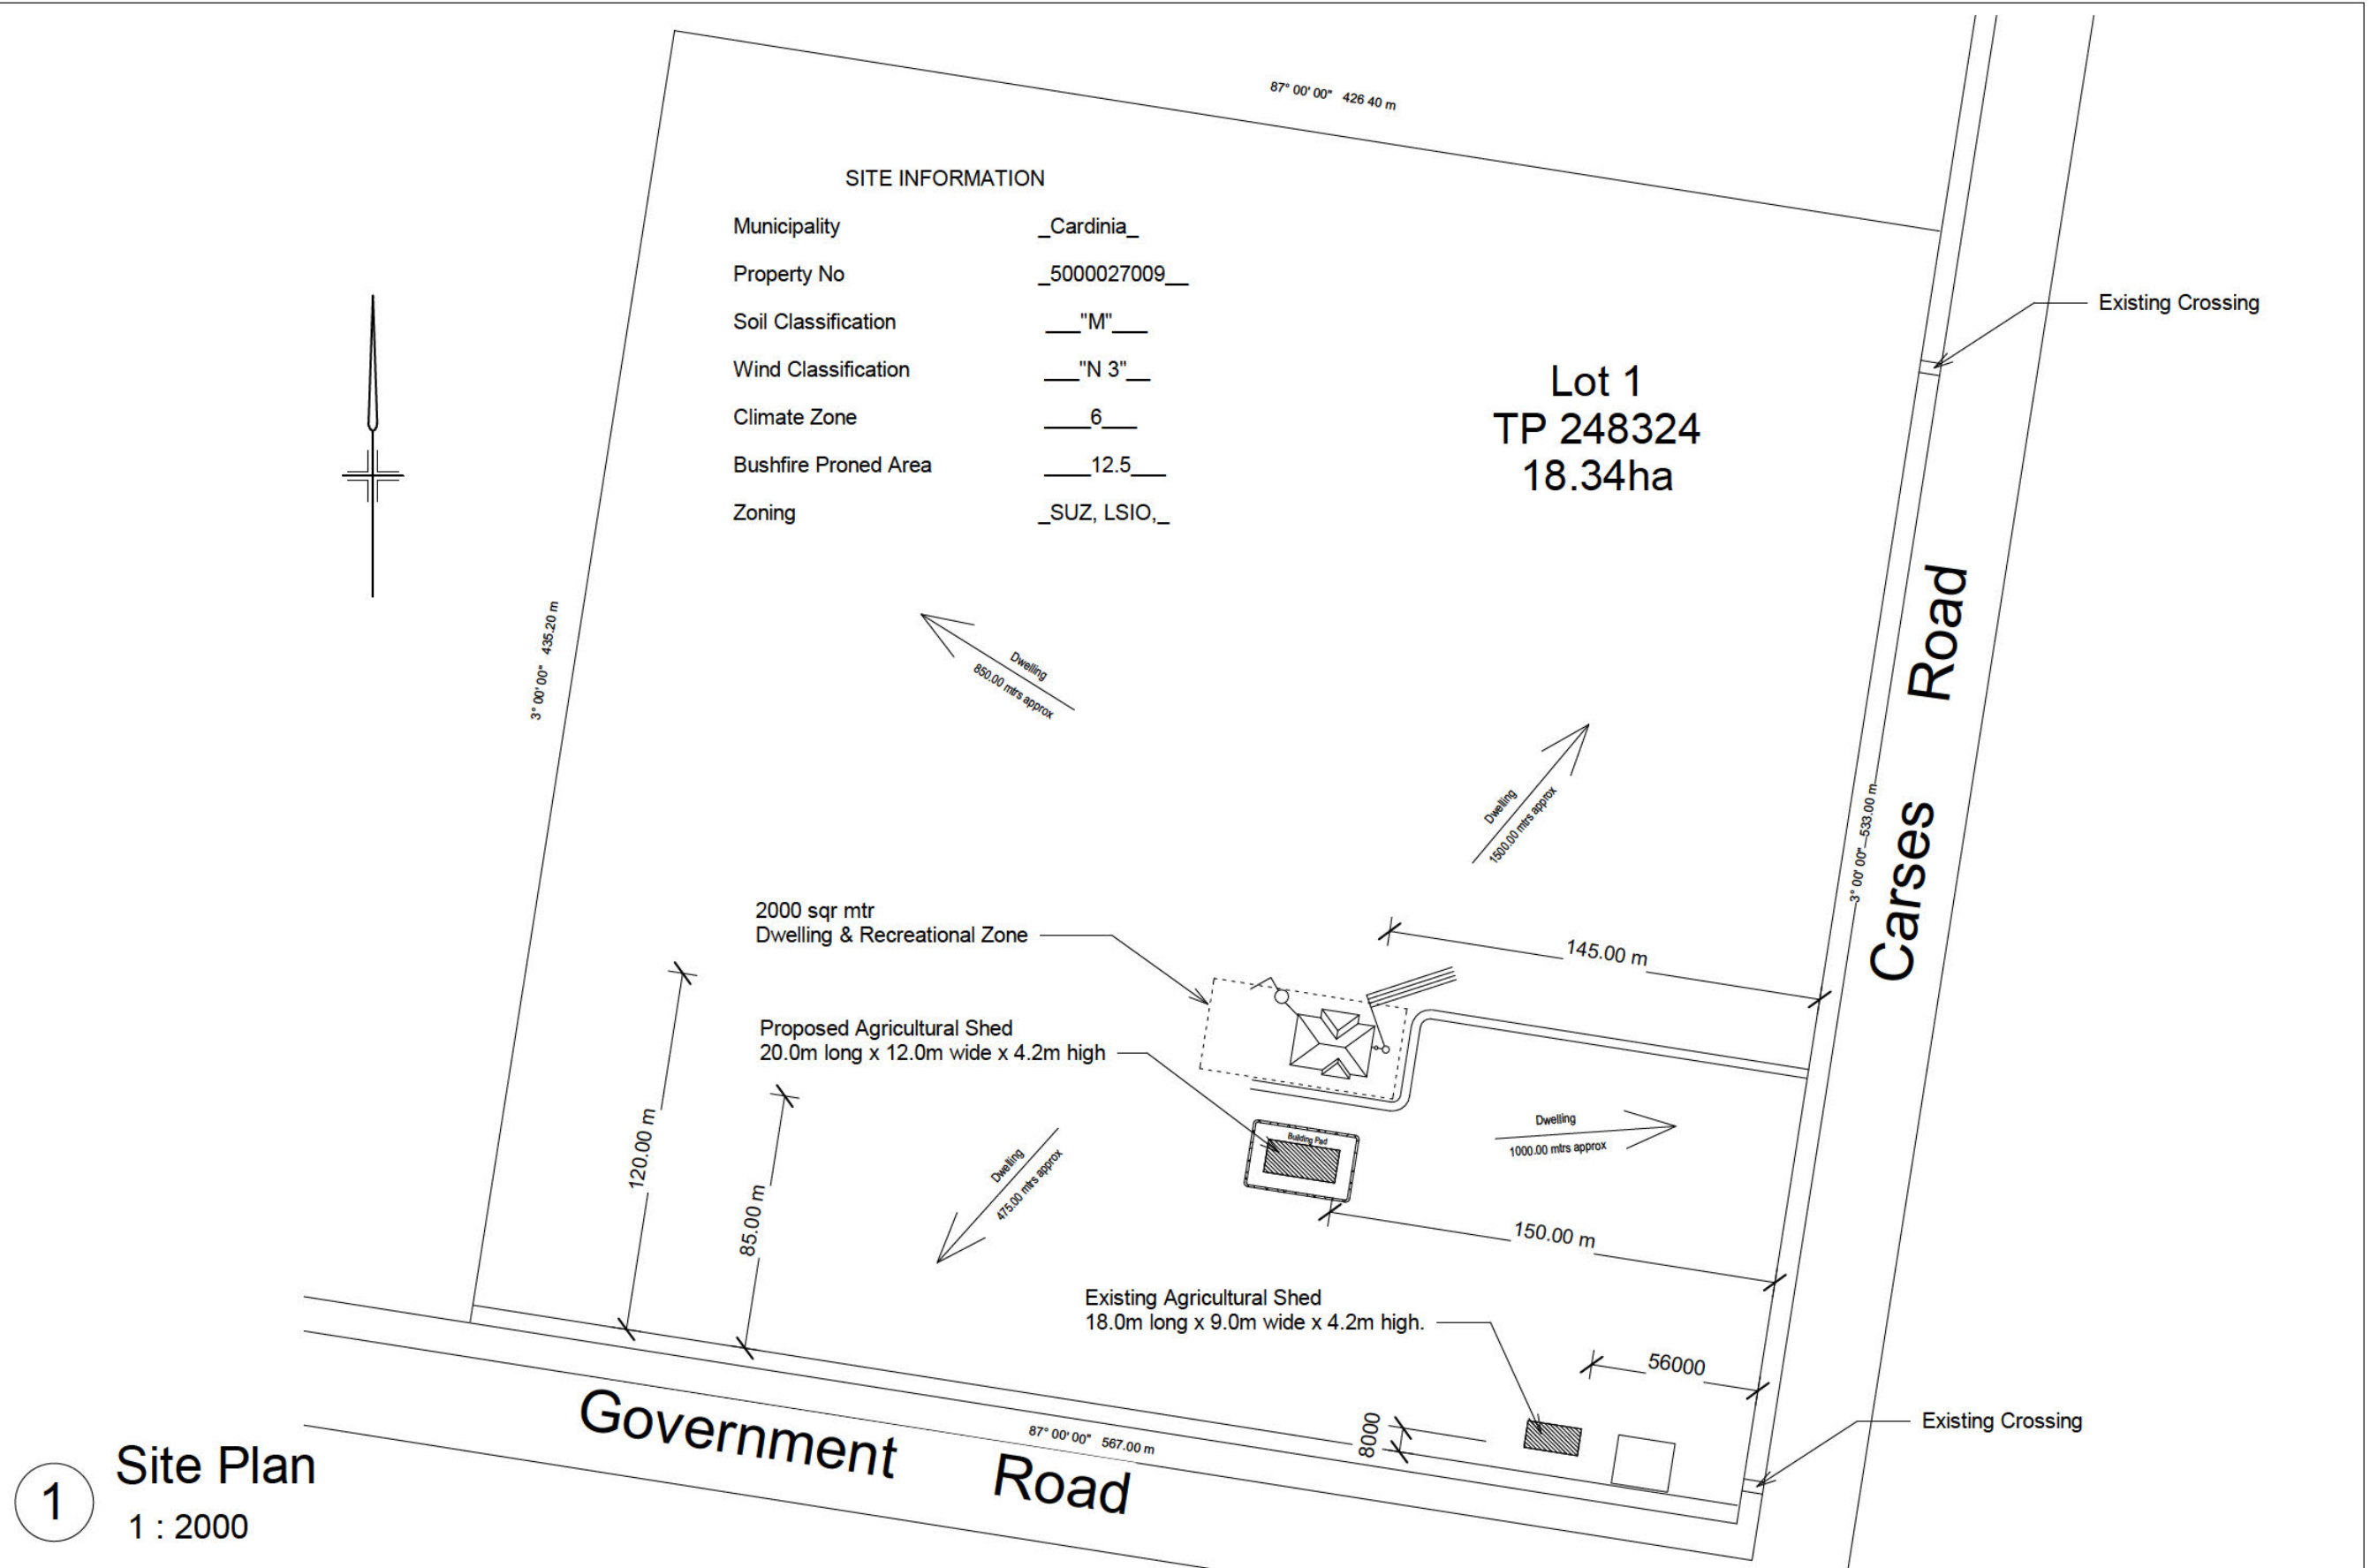 87° 00' 00"   426 40 m
SITE INFORMATION
Municipality   _Cardinia_
Property No   _5000027009__
Soil Classification   ___"M"___
Wind Classification   ___"N 3"__
Climate Zone   ____6___
Bushfire Proned Area   ____12.5___
Zoning   _SUZ, LSIO,_
Existing Crossing
Lot 1
TP 248324
18.34ha
3° 00' 00"   435.20 m
Dwelling
850.00 mtrs approx
Dwelling
1500.00 mtrs approx
Carses Road
3° 00' 00"   533.00 m
2000 sqr mtr
Dwelling & Recreational Zone
145.00 m
Proposed Agricultural Shed
20.0m long x 12.0m wide x 4.2m high
120.00 m
85.00 m
Building Pad
Dwelling
1000.00 mtrs approx
Dwelling
475.00 mtrs approx
150.00 m
Existing Agricultural Shed
18.0m long x 9.0m wide x 4.2m high.
56000
8000
Existing Crossing
Government Road
87° 00' 00"   567.00 m
1
Site Plan
1 : 2000